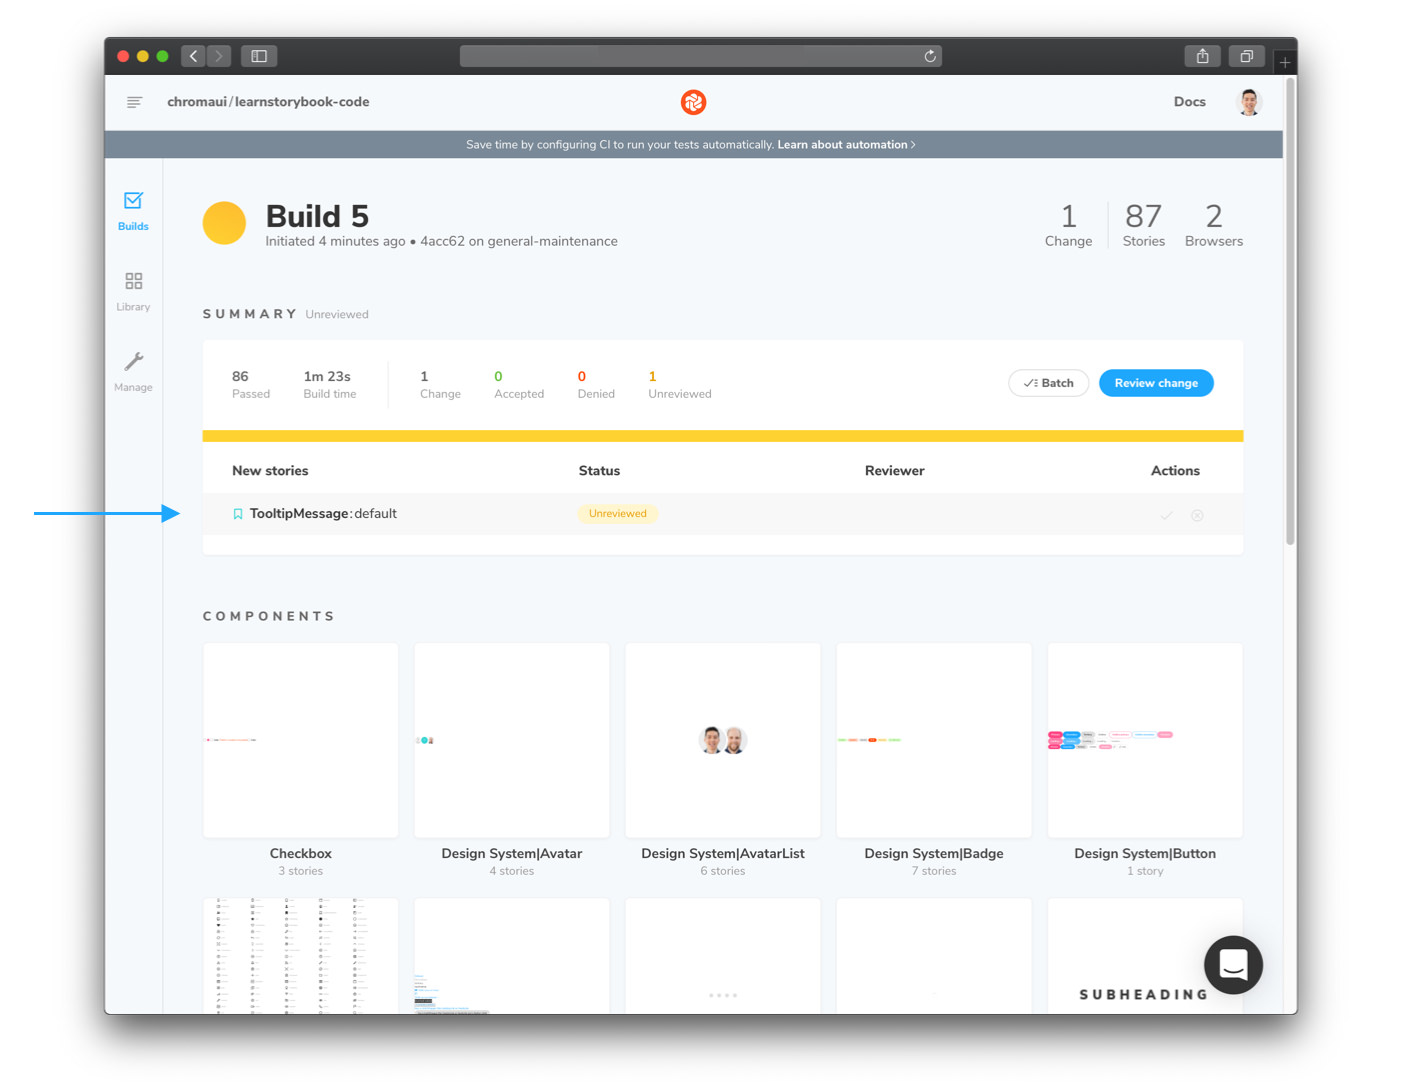 chromaui/learnstorybook-code
Docs
Save time by configuring CI to run your tests automatically. Learn about automation >
Builds
Library
Manage
Build 5
Initiated 4 minutes ago • 4acc62 on general-maintenance
1 Change
87 Stories
2 Browsers
SUMMARY Unreviewed
86 Passed
1m 23s Build time
1 Change
0 Accepted
0 Denied
1 Unreviewed
Batch
Review change
New stories Status Reviewer Actions
TooltipMessage:default Unreviewed
COMPONENTS
Checkbox
3 stories
Design System|Avatar
4 stories
Design System|AvatarList
6 stories
Design System|Badge
7 stories
Design System|Button
1 story
SUBHEADING